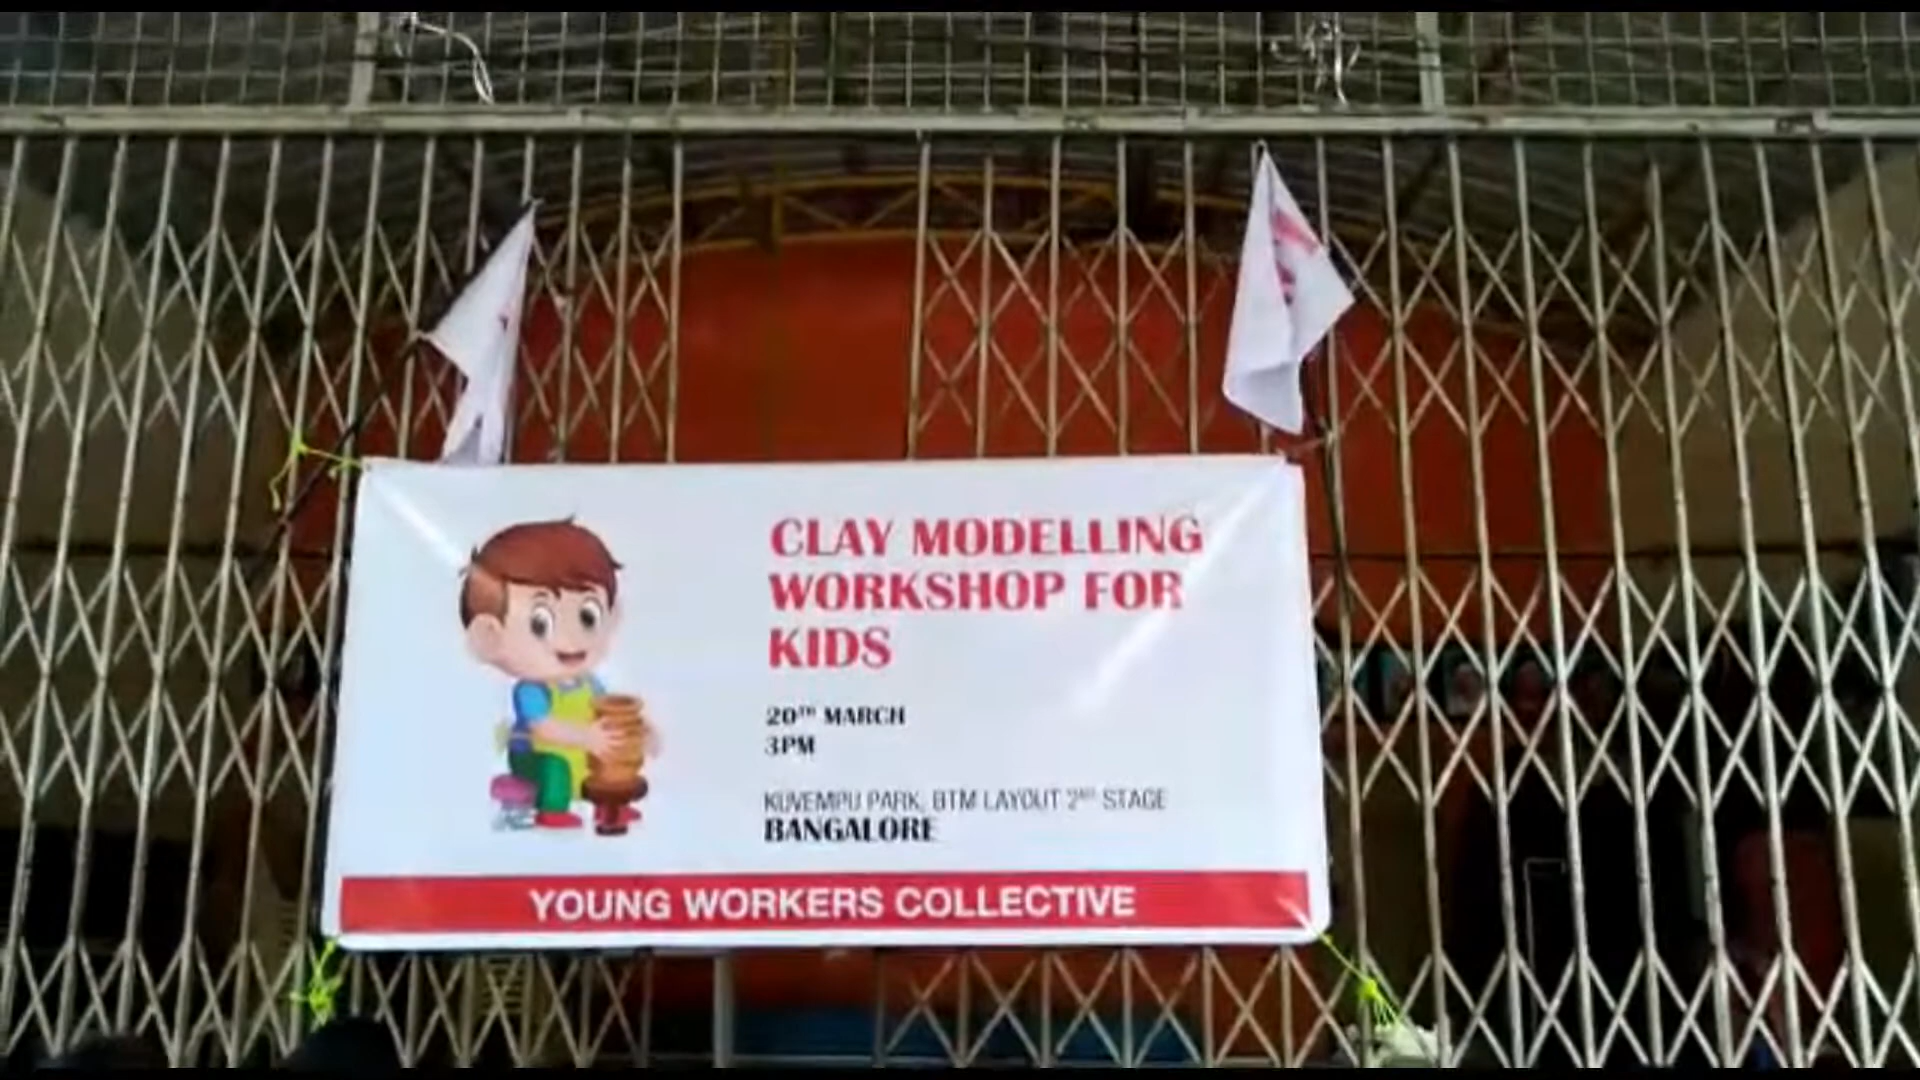 CLAY MODELLING
WORKSHOP FOR
KIDS
20TH MARCH
3PM
KUVEMPU PARK, BTM LAYOUT 2ND STAGE
BANGALORE
YOUNG WORKERS COLLECTIVE